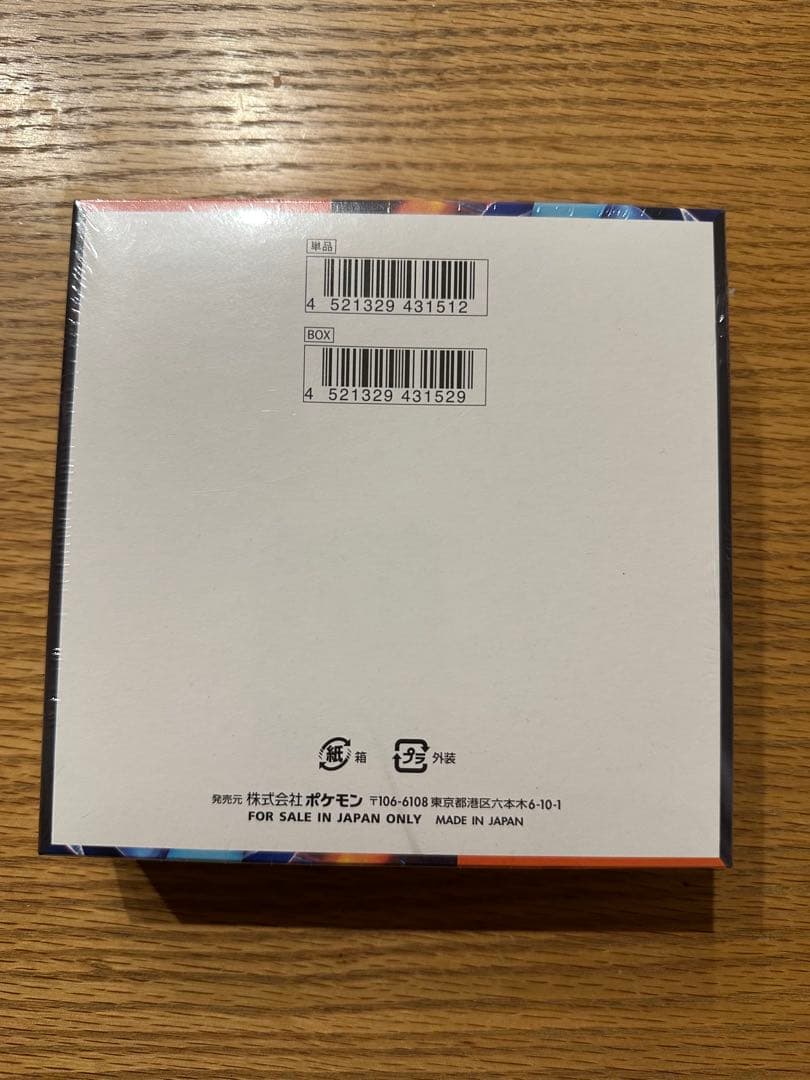 単品
4 521329 431512
BOX
4 521329 431529
紙 箱 プラ 外装
発売元 株式会社 ポケモン 〒106-6108 東京都港区六本木6-10-1
FOR SALE IN JAPAN ONLY MADE IN JAPAN